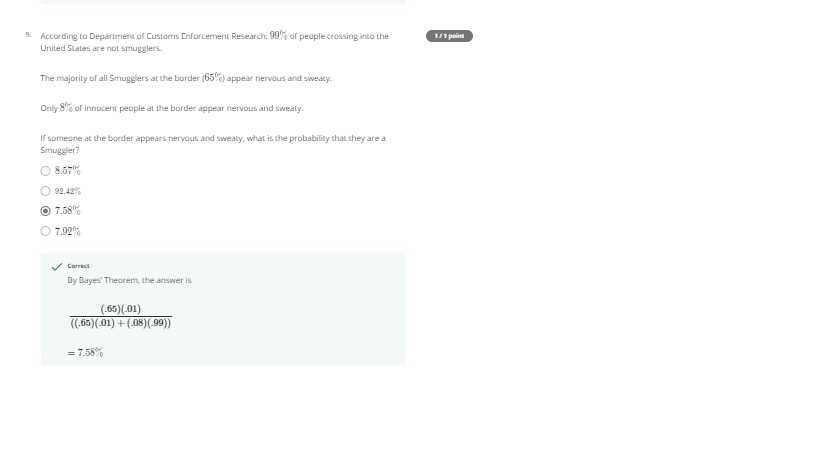 9. According to Department of Customs Enforcement Research: 99% of people crossing into the
United States are not smugglers.
1 / 1 point
The majority of all Smugglers at the border (65%) appear nervous and sweaty.
Only 8% of innocent people at the border appear nervous and sweaty.
If someone at the border appears nervous and sweaty, what is the probability that they are a
Smuggler?
8.57%
92.42%
7.58%
7.92%
Correct
By Bayes' Theorem, the answer is
(.65)(.01)
((.65)(.01) + (.08)(.99))
= 7.58%